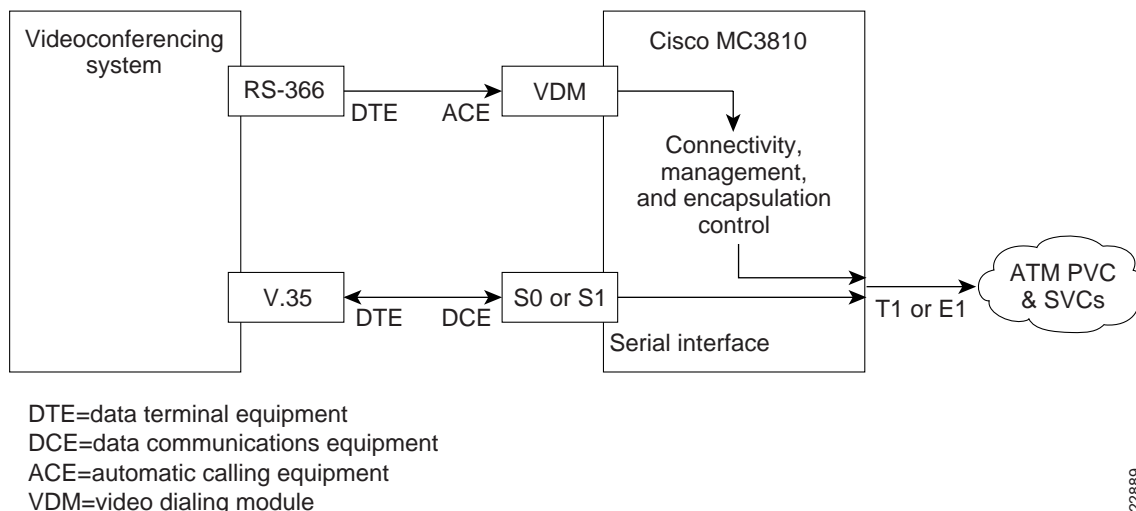 Videoconferencing
system
Cisco MC3810
RS-366
DTE
ACE
VDM
Connectivity,
management,
and encapsulation
control
V.35
DTE
DCE
S0 or S1
Serial interface
T1 or E1
ATM PVC
& SVCs
DTE=data terminal equipment
DCE=data communications equipment
ACE=automatic calling equipment
VDM=video dialing module
22889